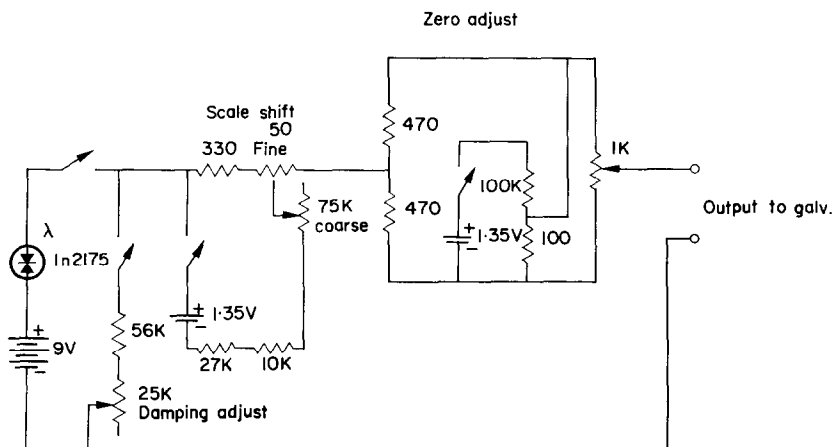 Zero adjust
Scale shift
50
330 Fine
470
1K
75K
coarse
470
100K
1·35V
100
Output to galv.
λ
In2175
+
1·35V
-
+
-
56K
27K
10K
+
9V
-
25K
Damping adjust